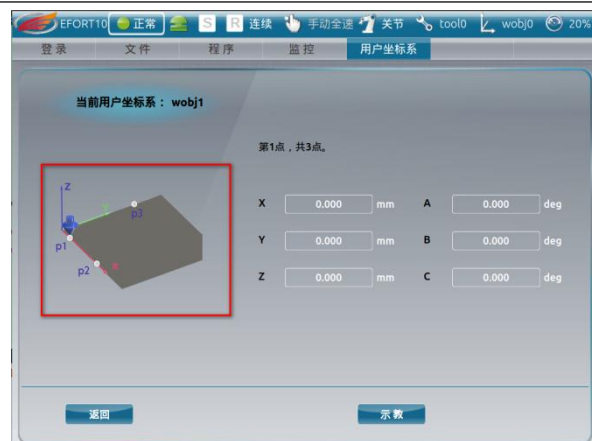 EFORT10 正常 S R 连续 手动全速 关节 tool0 wobj0 20%
登录 文件 程序 监控 用户坐标系
当前用户坐标系： wobj1
第1点，共3点。
Z
Y
p3
p1
p2
X
X 0.000 mm A 0.000 deg
Y 0.000 mm B 0.000 deg
Z 0.000 mm C 0.000 deg
返回 示教